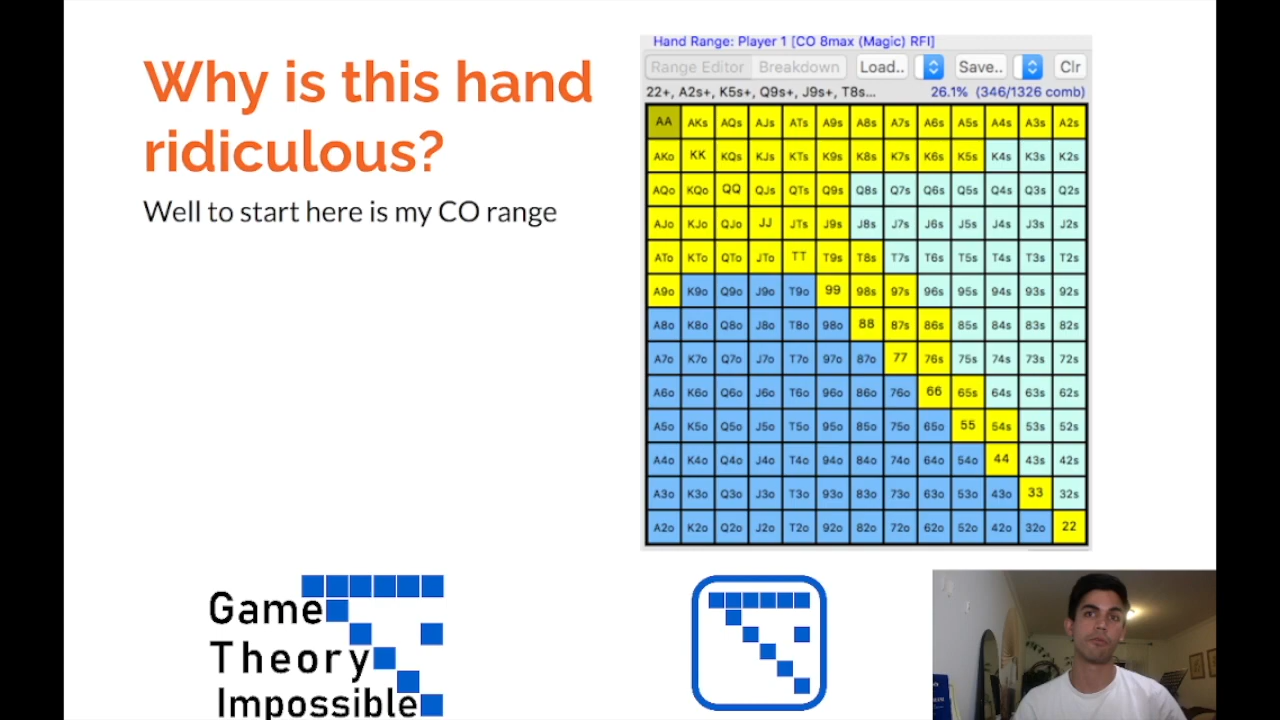 Why is this hand
ridiculous?
Well to start here is my CO range
Hand Range: Player 1 [CO 8max (Magic) RFI]
Range Editor Breakdown Load.. Save.. Clr
22+, A2s+, K5s+, Q9s+, J9s+, T8s... 26.1% (346/1326 comb)
AA AKs AQs AJs ATs A9s A8s A7s A6s A5s A4s A3s A2s
AKo KK KQs KJs KTs K9s K8s K7s K6s K5s K4s K3s K2s
AQo KQo QQ QJs QTs Q9s Q8s Q7s Q6s Q5s Q4s Q3s Q2s
AJo KJo QJo JJ JTs J9s J8s J7s J6s J5s J4s J3s J2s
ATo KTo QTo JTo TT T9s T8s T7s T6s T5s T4s T3s T2s
A9o K9o Q9o J9o T9o 99 98s 97s 96s 95s 94s 93s 92s
A8o K8o Q8o J8o T8o 98o 88 87s 86s 85s 84s 83s 82s
A7o K7o Q7o J7o T7o 97o 87o 77 76s 75s 74s 73s 72s
A6o K6o Q6o J6o T6o 96o 86o 76o 66 65s 64s 63s 62s
A5o K5o Q5o J5o T5o 95o 85o 75o 65o 55 54s 53s 52s
A4o K4o Q4o J4o T4o 94o 84o 74o 64o 54o 44 43s 42s
A3o K3o Q3o J3o T3o 93o 83o 73o 63o 53o 43o 33 32s
A2o K2o Q2o J2o T2o 92o 82o 72o 62o 52o 42o 32o 22
Game
Theory
Impossible